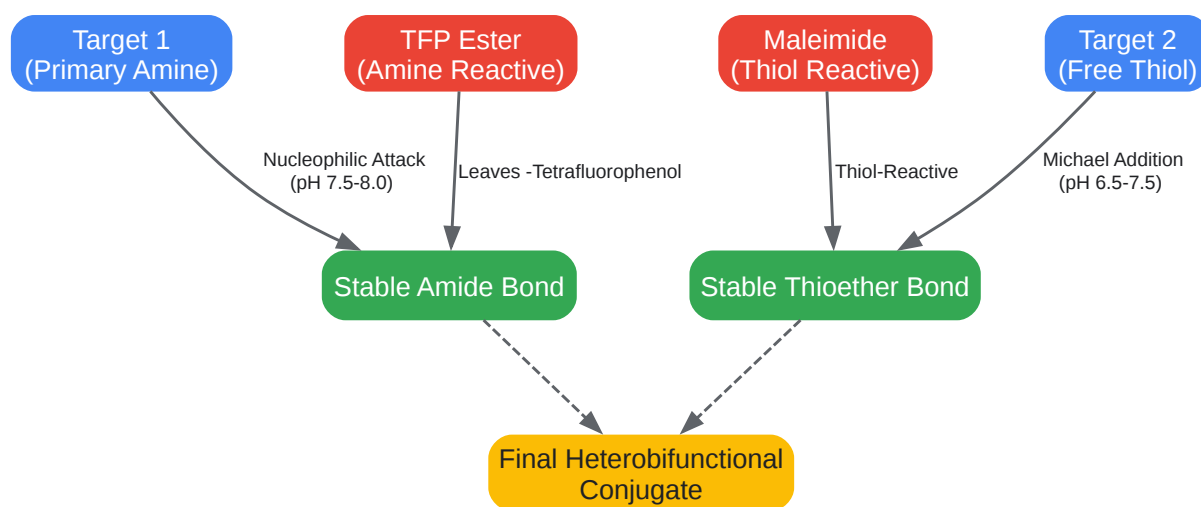 Target 1
(Primary Amine)
TFP Ester
(Amine Reactive)
Maleimide
(Thiol Reactive)
Target 2
(Free Thiol)
Nucleophilic Attack
(pH 7.5-8.0)
Leaves -Tetrafluorophenol
Thiol-Reactive
Michael Addition
(pH 6.5-7.5)
Stable Amide Bond
Stable Thioether Bond
Final Heterobifunctional
Conjugate